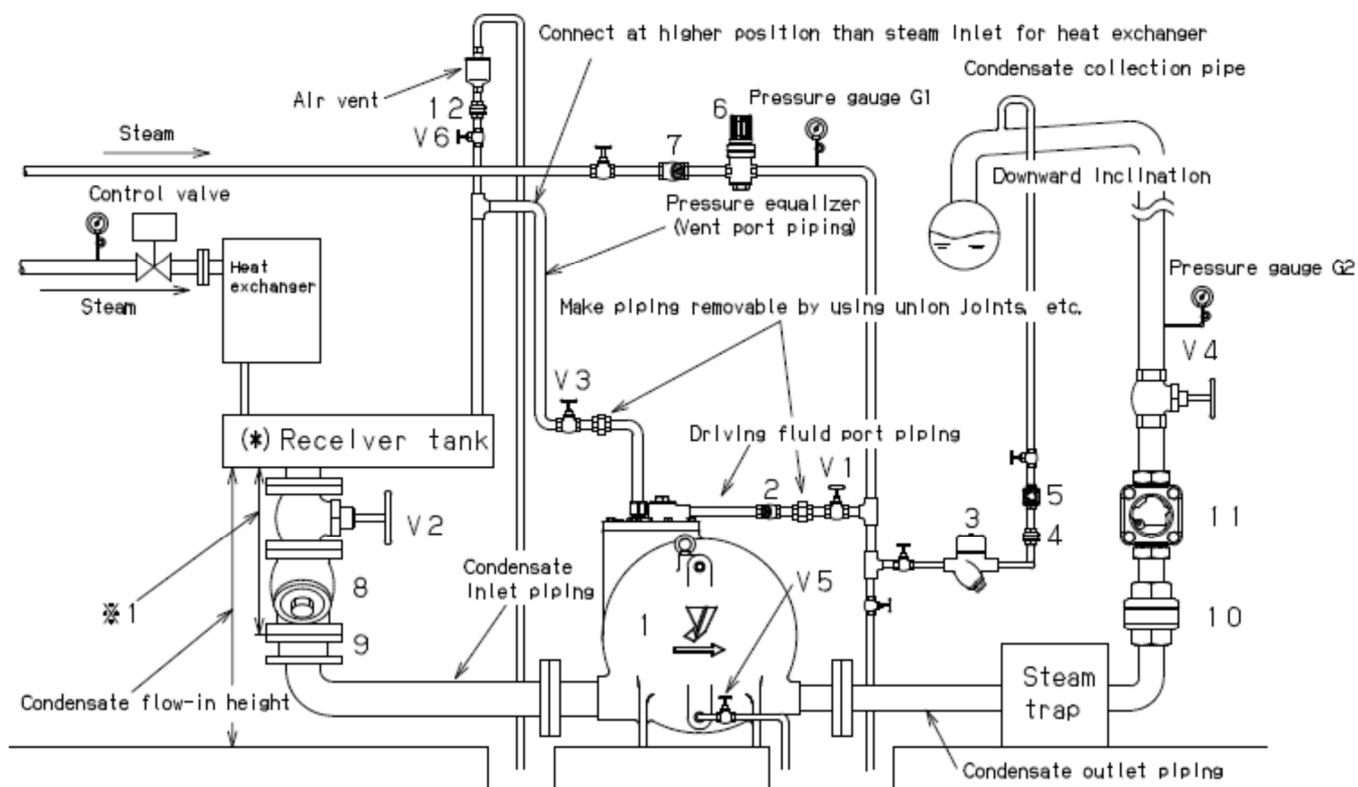 Connect at higher position than steam inlet for heat exchanger
Condensate collection pipe
Air vent
12
V6
6
Pressure gauge G1
Steam
7
Control valve
Downward inclination
Pressure equalizer
(Vent port piping)
Heat
exchanger
Pressure gauge G2
Steam
Make piping removable by using union joints, etc.
V4
V3
(*) Receiver tank
Driving fluid port piping
V1
2
5
3
11
V2
4
Condensate
inlet piping
V5
8
※1
1
10
9
Steam
trap
Condensate flow-in height
Condensate outlet piping